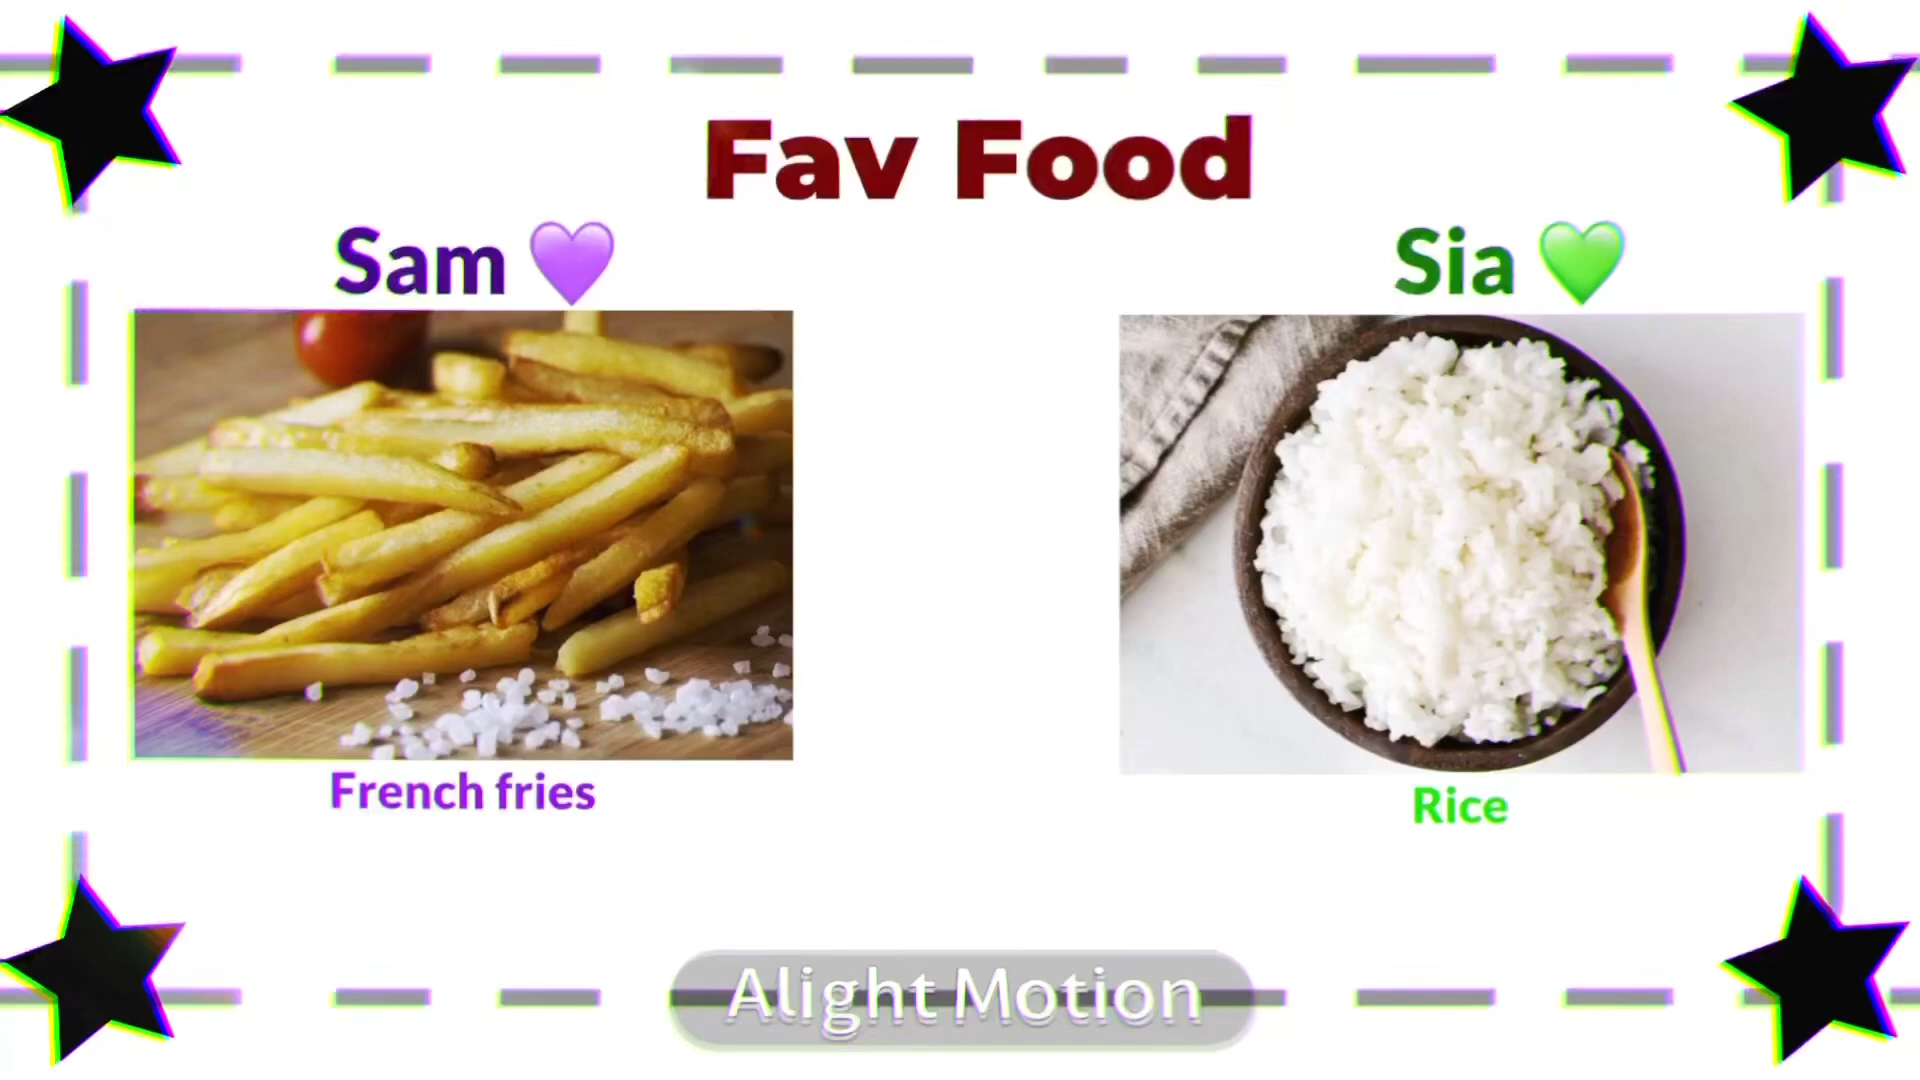 Fav Food
Sam 💜
Sia 💚
French fries
Rice
Alight Motion